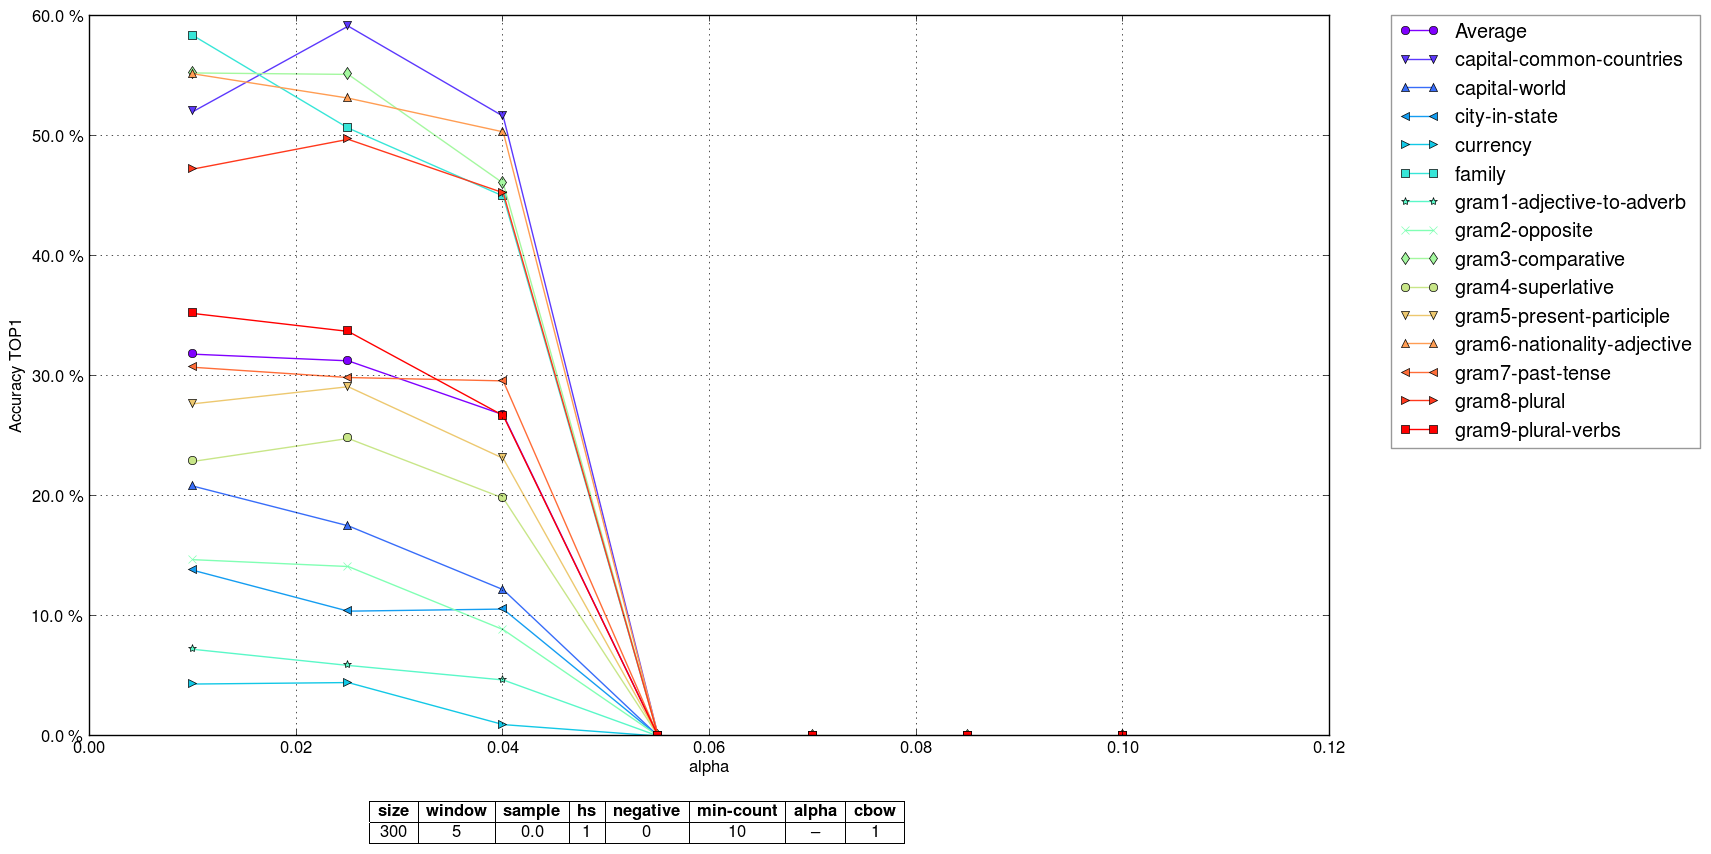 60.0 %
50.0 %
40.0 %
30.0 %
20.0 %
10.0 %
0.0 %
Accuracy TOP1
0.00 0.02 0.04 0.06 0.08 0.10 0.12
alpha
Average
capital-common-countries
capital-world
city-in-state
currency
family
gram1-adjective-to-adverb
gram2-opposite
gram3-comparative
gram4-superlative
gram5-present-participle
gram6-nationality-adjective
gram7-past-tense
gram8-plural
gram9-plural-verbs
size window sample hs negative min-count alpha cbow
300 5 0.0 1 0 10 – 1